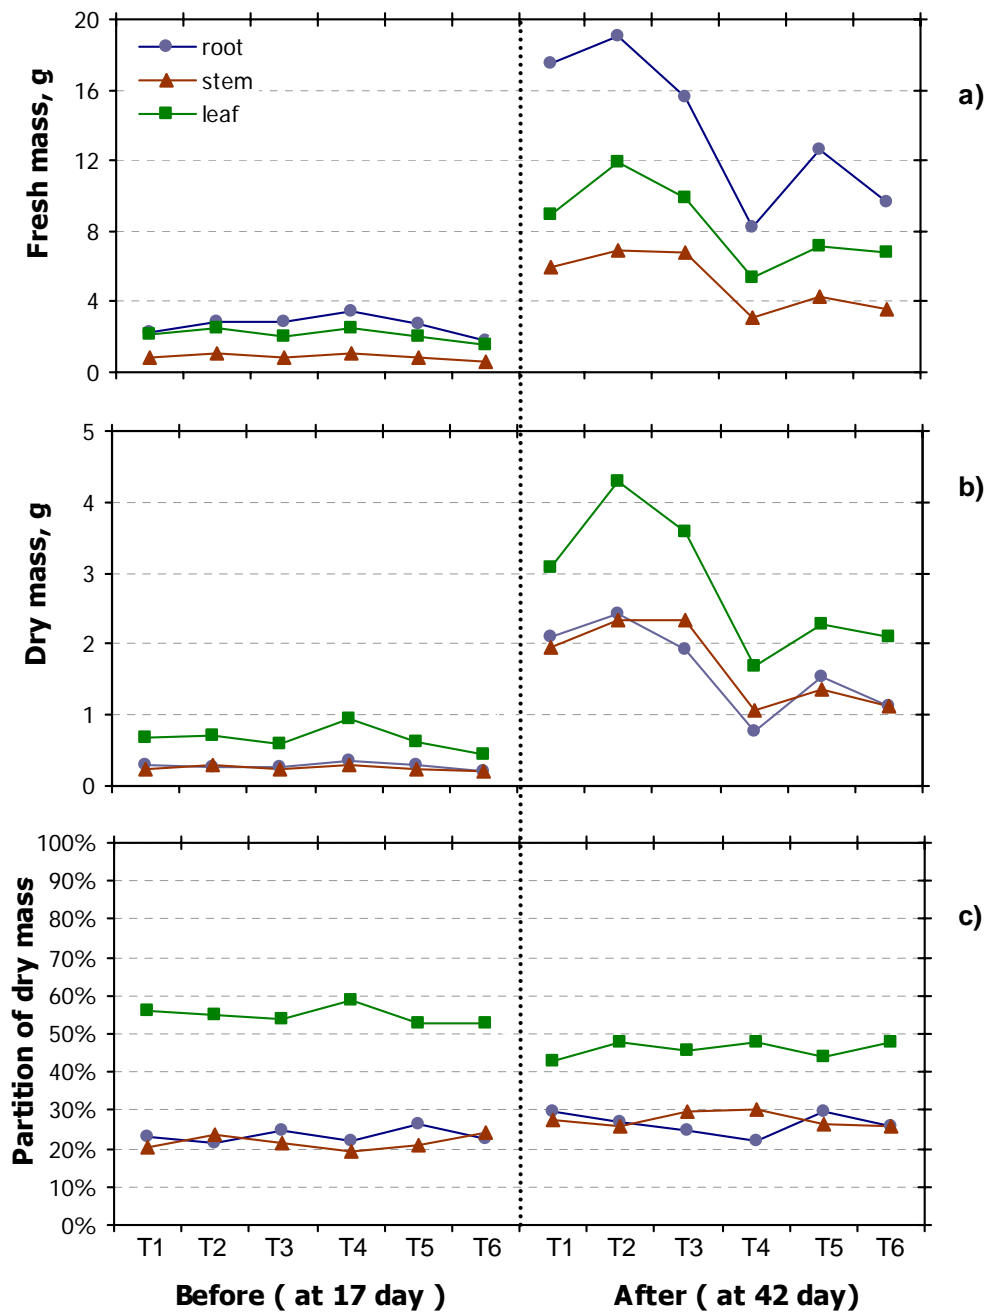 20
16
12
8
4
0
Fresh mass, g
root
stem
leaf
a)
5
4
3
2
1
0
Dry mass, g
b)
100%
90%
80%
70%
60%
50%
40%
30%
20%
10%
0%
Partition of dry mass
c)
T1 T2 T3 T4 T5 T6 T1 T2 T3 T4 T5 T6
Before ( at 17 day ) After ( at 42 day)